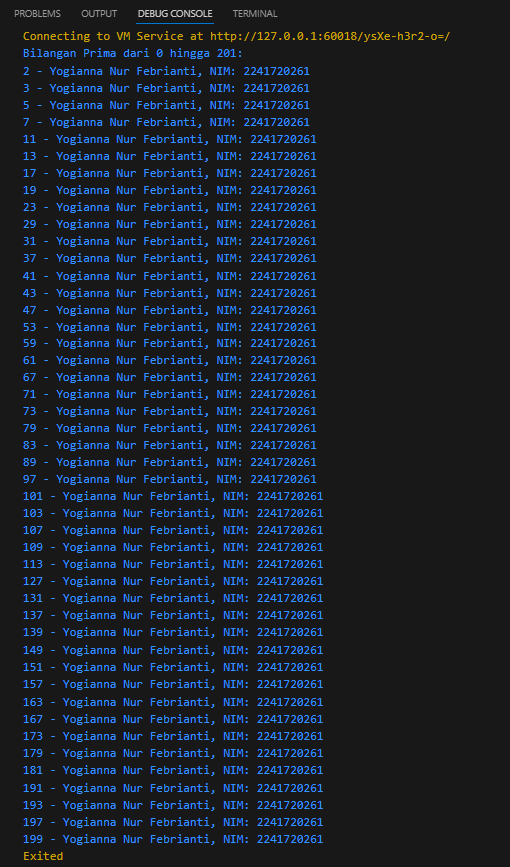 PROBLEMS OUTPUT DEBUG CONSOLE TERMINAL
Connecting to VM Service at http://127.0.0.1:60018/ysXe-h3r2-o=/
Bilangan Prima dari 0 hingga 201:
2 - Yogianna Nur Febrianti, NIM: 2241720261
3 - Yogianna Nur Febrianti, NIM: 2241720261
5 - Yogianna Nur Febrianti, NIM: 2241720261
7 - Yogianna Nur Febrianti, NIM: 2241720261
11 - Yogianna Nur Febrianti, NIM: 2241720261
13 - Yogianna Nur Febrianti, NIM: 2241720261
17 - Yogianna Nur Febrianti, NIM: 2241720261
19 - Yogianna Nur Febrianti, NIM: 2241720261
23 - Yogianna Nur Febrianti, NIM: 2241720261
29 - Yogianna Nur Febrianti, NIM: 2241720261
31 - Yogianna Nur Febrianti, NIM: 2241720261
37 - Yogianna Nur Febrianti, NIM: 2241720261
41 - Yogianna Nur Febrianti, NIM: 2241720261
43 - Yogianna Nur Febrianti, NIM: 2241720261
47 - Yogianna Nur Febrianti, NIM: 2241720261
53 - Yogianna Nur Febrianti, NIM: 2241720261
59 - Yogianna Nur Febrianti, NIM: 2241720261
61 - Yogianna Nur Febrianti, NIM: 2241720261
67 - Yogianna Nur Febrianti, NIM: 2241720261
71 - Yogianna Nur Febrianti, NIM: 2241720261
73 - Yogianna Nur Febrianti, NIM: 2241720261
79 - Yogianna Nur Febrianti, NIM: 2241720261
83 - Yogianna Nur Febrianti, NIM: 2241720261
89 - Yogianna Nur Febrianti, NIM: 2241720261
97 - Yogianna Nur Febrianti, NIM: 2241720261
101 - Yogianna Nur Febrianti, NIM: 2241720261
103 - Yogianna Nur Febrianti, NIM: 2241720261
107 - Yogianna Nur Febrianti, NIM: 2241720261
109 - Yogianna Nur Febrianti, NIM: 2241720261
113 - Yogianna Nur Febrianti, NIM: 2241720261
127 - Yogianna Nur Febrianti, NIM: 2241720261
131 - Yogianna Nur Febrianti, NIM: 2241720261
137 - Yogianna Nur Febrianti, NIM: 2241720261
139 - Yogianna Nur Febrianti, NIM: 2241720261
149 - Yogianna Nur Febrianti, NIM: 2241720261
151 - Yogianna Nur Febrianti, NIM: 2241720261
157 - Yogianna Nur Febrianti, NIM: 2241720261
163 - Yogianna Nur Febrianti, NIM: 2241720261
167 - Yogianna Nur Febrianti, NIM: 2241720261
173 - Yogianna Nur Febrianti, NIM: 2241720261
179 - Yogianna Nur Febrianti, NIM: 2241720261
181 - Yogianna Nur Febrianti, NIM: 2241720261
191 - Yogianna Nur Febrianti, NIM: 2241720261
193 - Yogianna Nur Febrianti, NIM: 2241720261
197 - Yogianna Nur Febrianti, NIM: 2241720261
199 - Yogianna Nur Febrianti, NIM: 2241720261
Exited